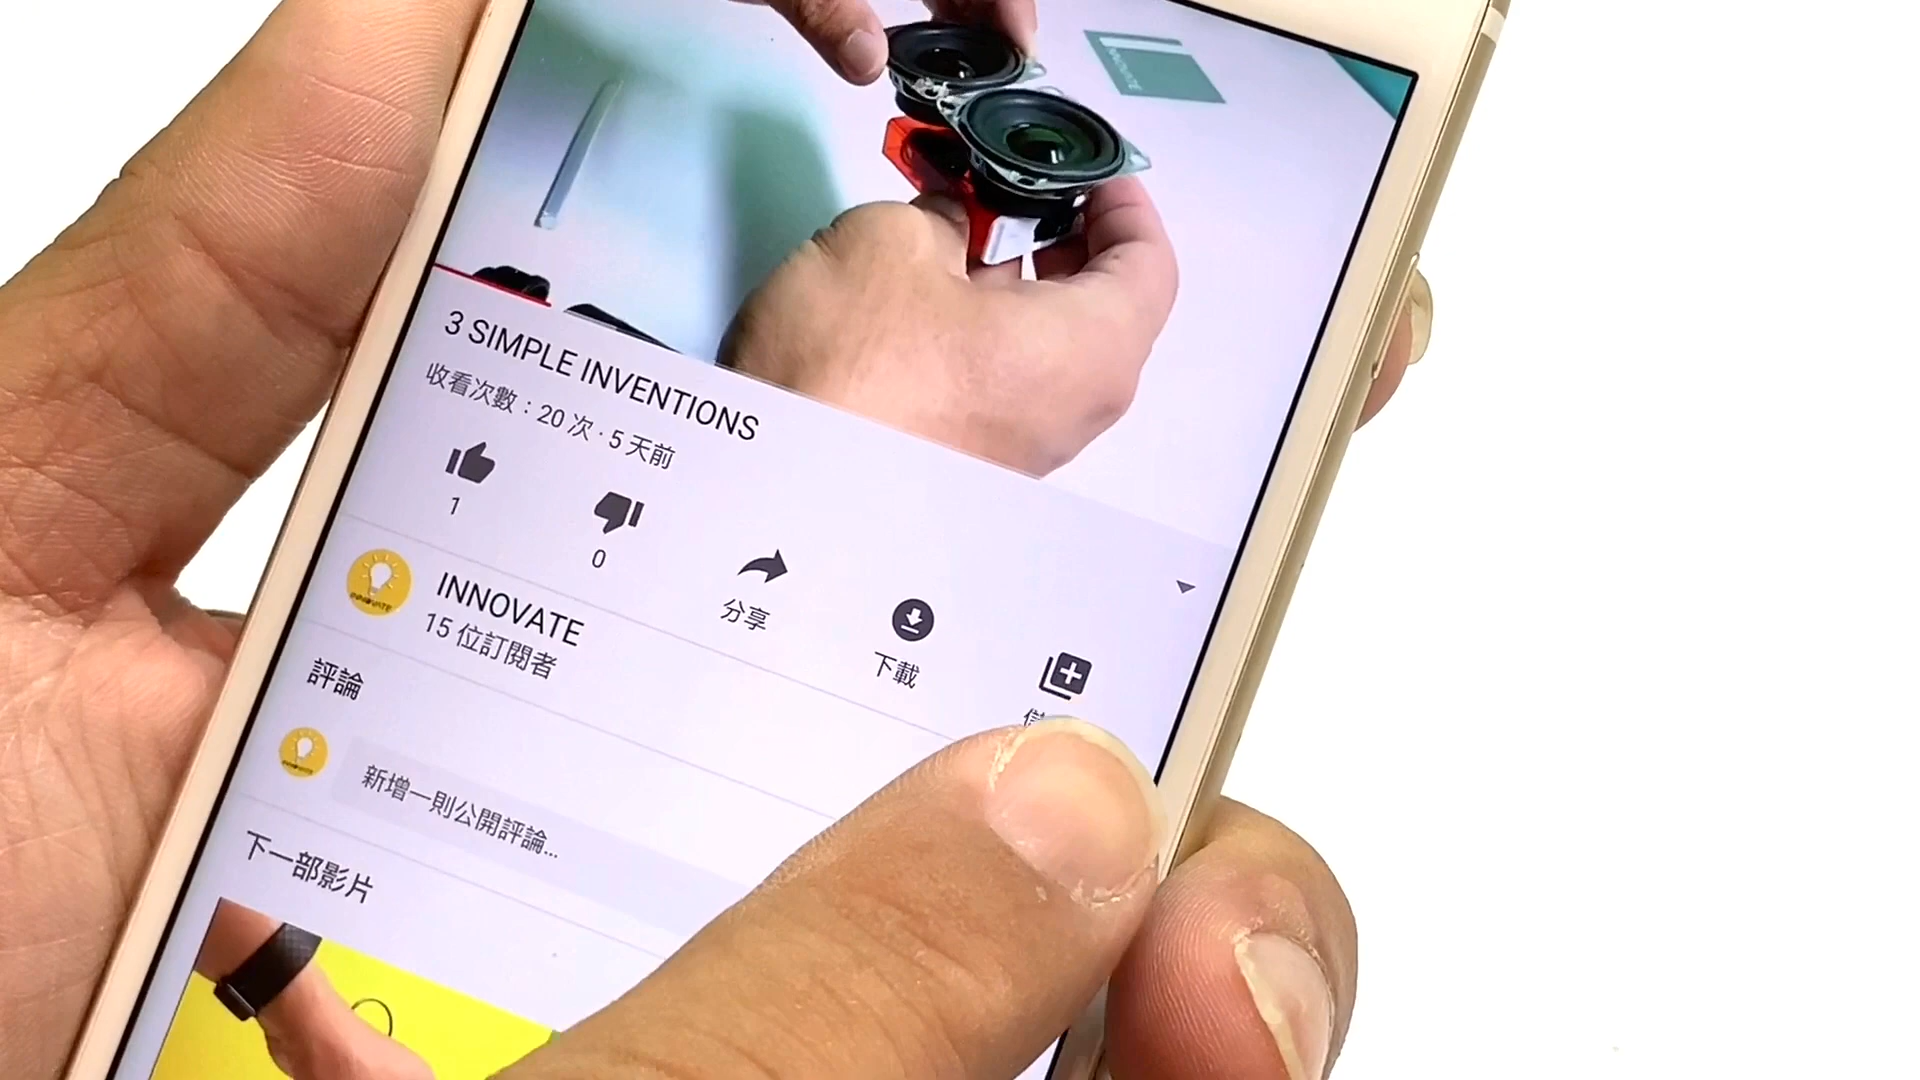 INNOVATE
3 SIMPLE INVENTIONS
收看次數：20 次 · 5 天前
1
0
分享
下載
INNOVATE
INNOVATE
15 位訂閱者
評論
新增一則公開評論...
下一部影片